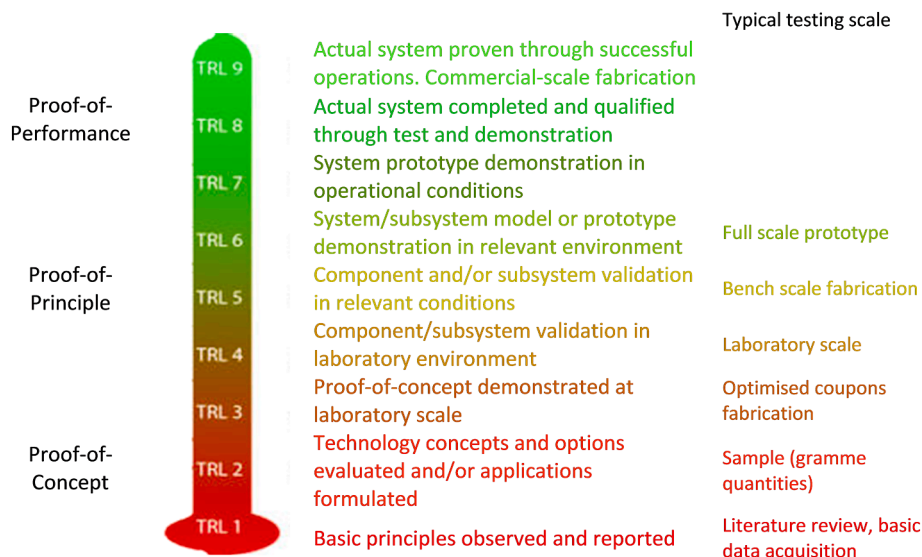 Typical testing scale
TRL 9
Actual system proven through successful
operations. Commercial-scale fabrication
Proof-of-
Performance
TRL 8
Actual system completed and qualified
through test and demonstration
TRL 7
System prototype demonstration in
operational conditions
TRL 6
System/subsystem model or prototype
demonstration in relevant environment
Full scale prototype
Proof-of-
Principle
TRL 5
Component and/or subsystem validation
in relevant conditions
Bench scale fabrication
TRL 4
Component/subsystem validation in
laboratory environment
Laboratory scale
TRL 3
Proof-of-concept demonstrated at
laboratory scale
Optimised coupons
fabrication
Proof-of-
Concept
TRL 2
Technology concepts and options
evaluated and/or applications
formulated
Sample (gramme
quantities)
TRL 1
Basic principles observed and reported
Literature review, basic
data acquisition